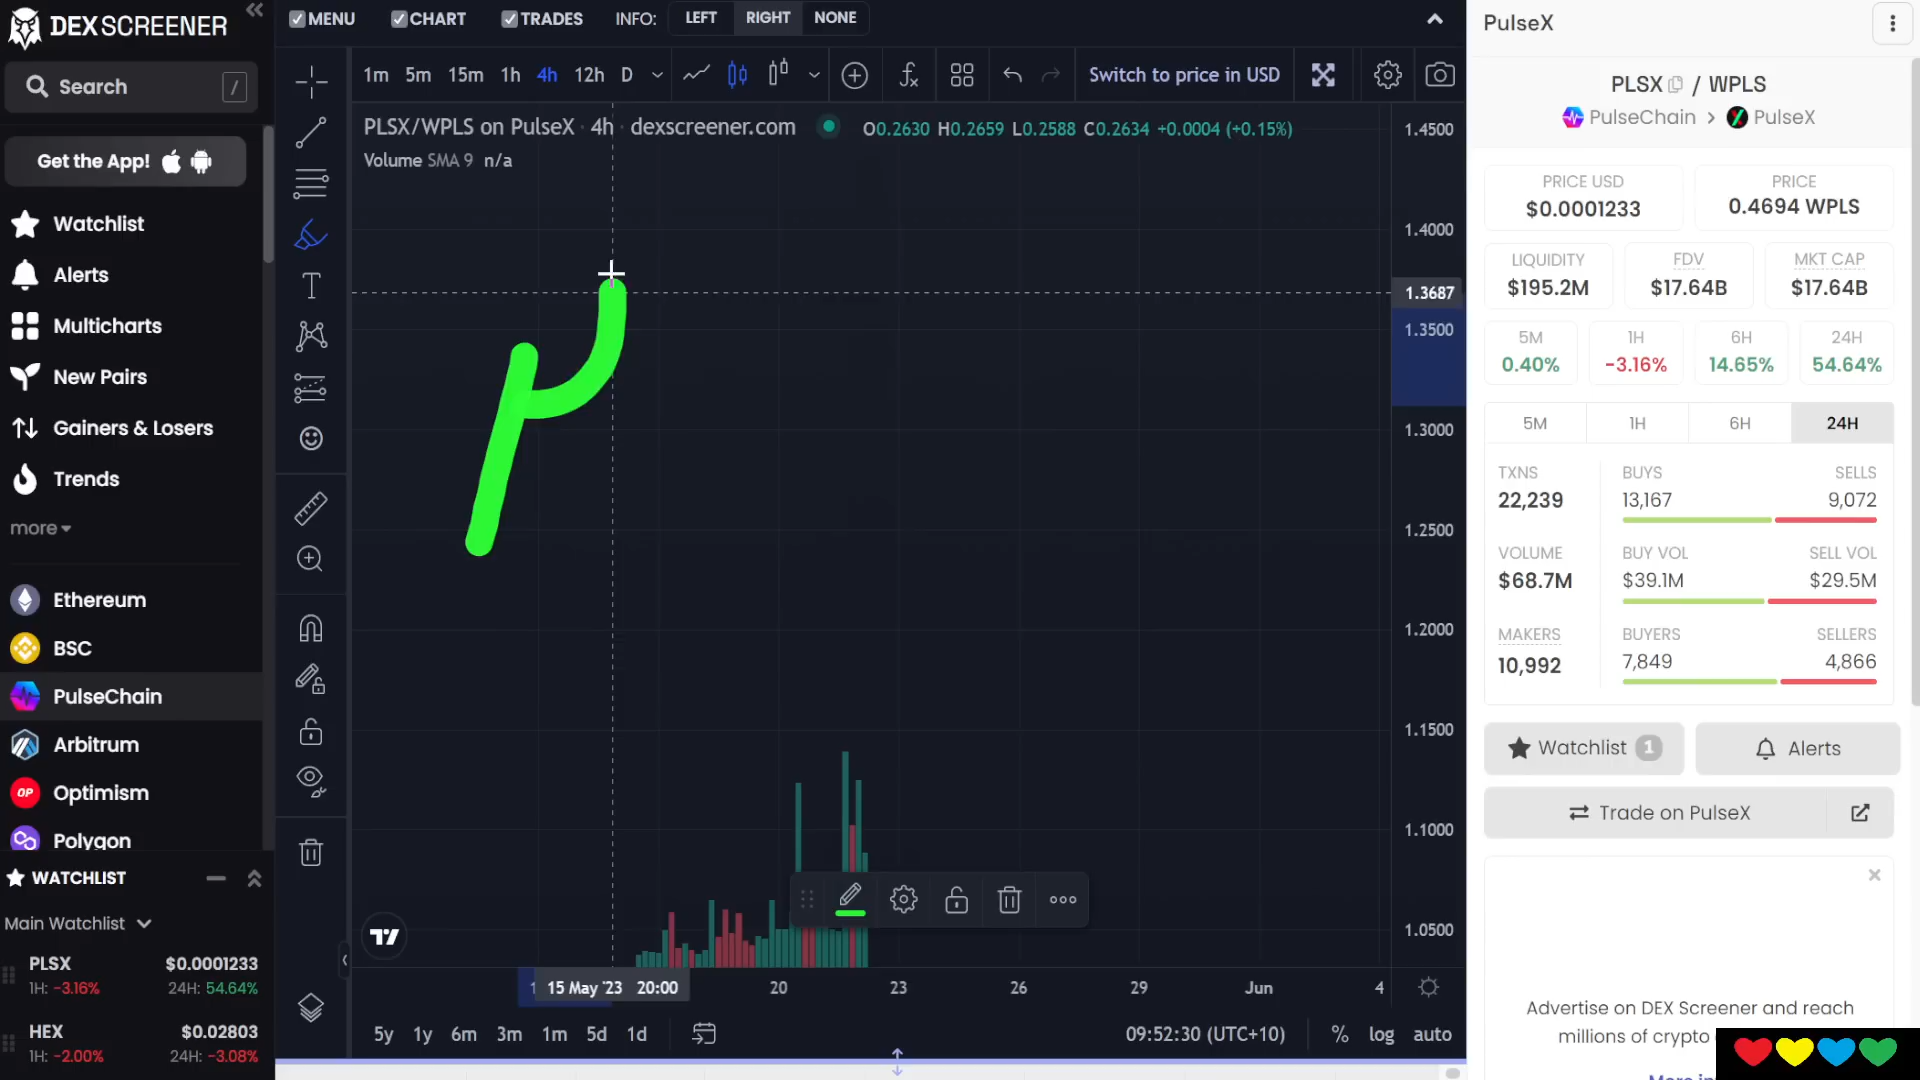 DEX SCREENER
Search /
Get the App!
Watchlist
Alerts
Multicharts
New Pairs
Gainers & Losers
Trends
more
Ethereum
BSC
PulseChain
Arbitrum
OP Optimism
Polygon
WATCHLIST
Main Watchlist
PLSX $0.0001233
1H: -3.16% 24H: 54.64%
HEX $0.02803
1H: -2.00% 24H: -3.08%
MENU CHART TRADES INFO: LEFT RIGHT NONE
1m 5m 15m 1h 4h 12h D Switch to price in USD
PLSX/WPLS on PulseX · 4h · dexscreener.com O0.2630 H0.2659 L0.2588 C0.2634 +0.0004 (+0.15%)
Volume SMA 9 n/a
1.4500
1.4000
1.3687
1.3500
1.3000
1.2500
1.2000
1.1500
1.1000
1.0500
15 May '23 20:00 20 23 26 29 Jun 4
5y 1y 6m 3m 1m 5d 1d 09:52:30 (UTC+10) % log auto
PulseX
PLSX / WPLS
PulseChain > PulseX
PRICE USD PRICE
$0.0001233 0.4694 WPLS
LIQUIDITY FDV MKT CAP
$195.2M $17.64B $17.64B
5M 1H 6H 24H
0.40% -3.16% 14.65% 54.64%
5M 1H 6H 24H
TXNS BUYS SELLS
22,239 13,167 9,072
VOLUME BUY VOL SELL VOL
$68.7M $39.1M $29.5M
MAKERS BUYERS SELLERS
10,992 7,849 4,866
Watchlist 1 Alerts
Trade on PulseX
Advertise on DEX Screener and reach
millions of crypto